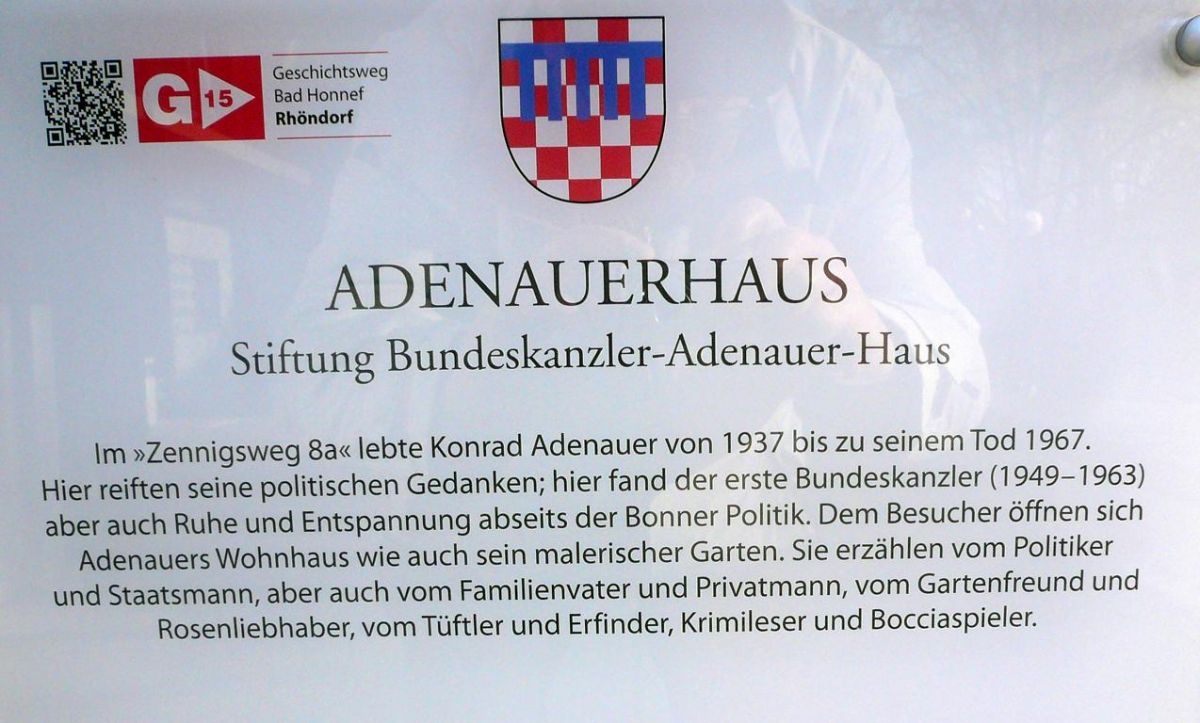 G 15
Geschichtsweg
Bad Honnef
Rhöndorf
ADENAUERHAUS
Stiftung Bundeskanzler-Adenauer-Haus
Im »Zennigsweg 8a« lebte Konrad Adenauer von 1937 bis zu seinem Tod 1967.
Hier reiften seine politischen Gedanken; hier fand der erste Bundeskanzler (1949–1963)
aber auch Ruhe und Entspannung abseits der Bonner Politik. Dem Besucher öffnen sich
Adenauers Wohnhaus wie auch sein malerischer Garten. Sie erzählen vom Politiker
und Staatsmann, aber auch vom Familienvater und Privatmann, vom Gartenfreund und
Rosenliebhaber, vom Tüftler und Erfinder, Krimileser und Bocciaspieler.